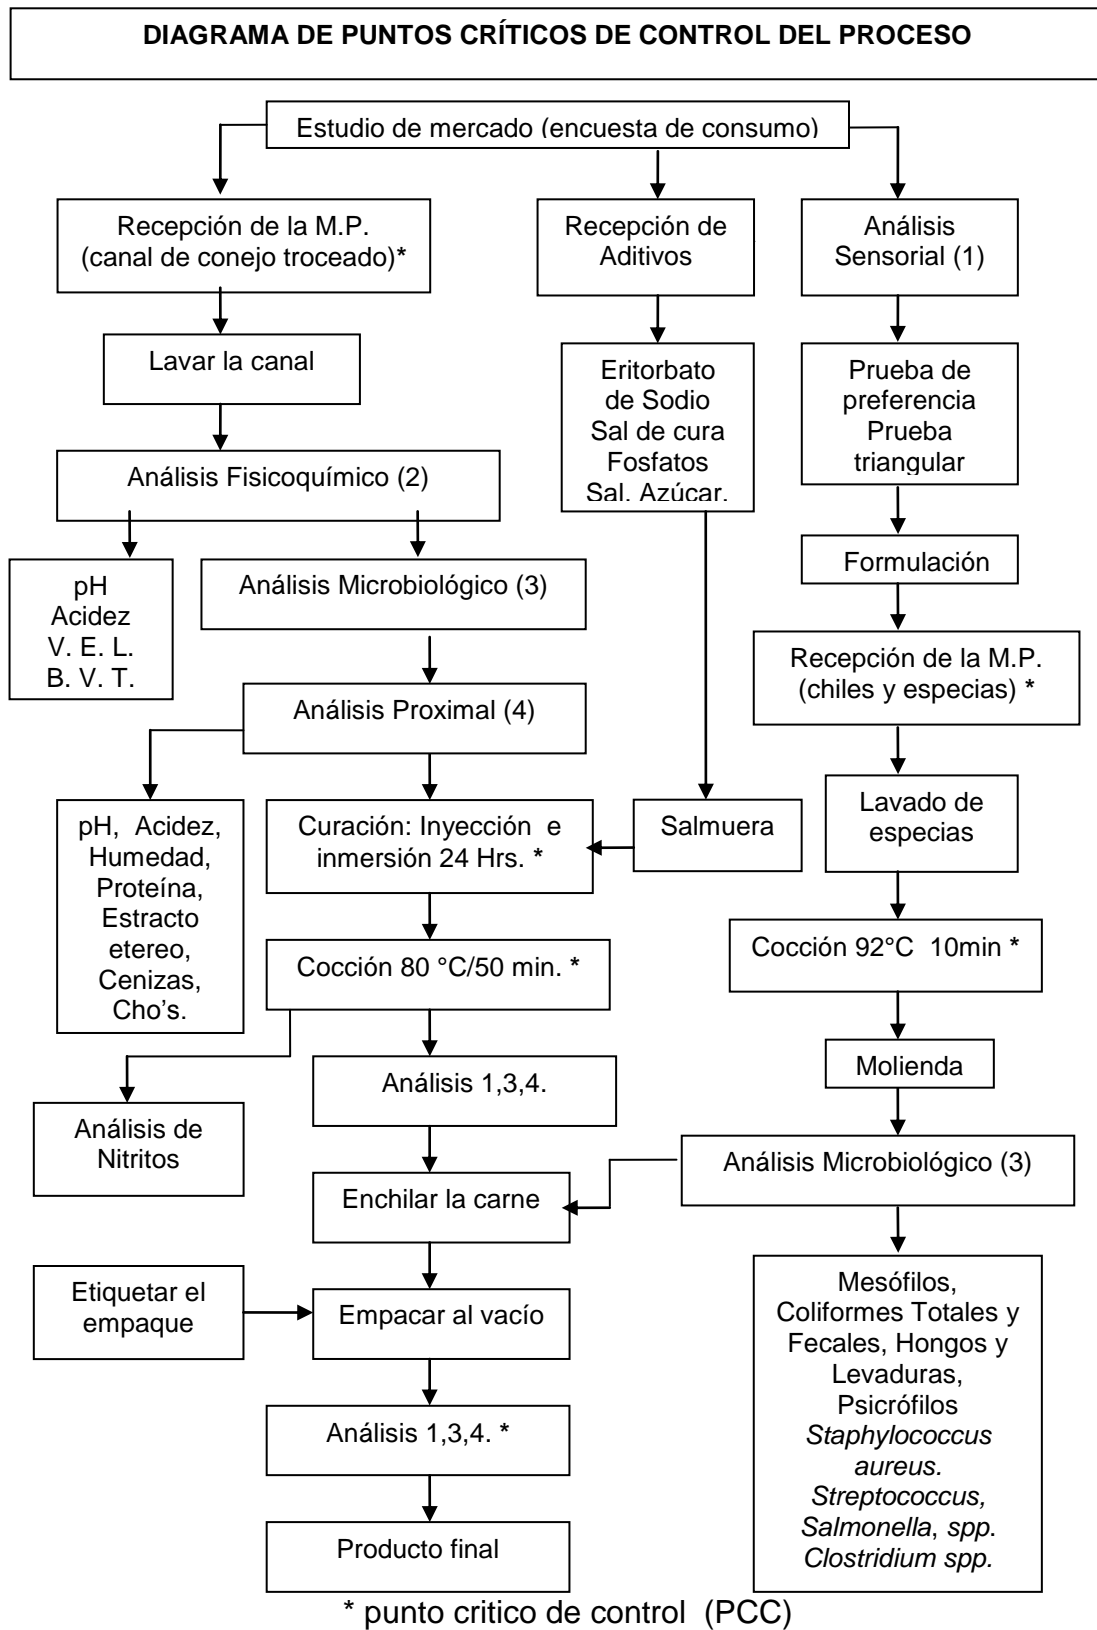 DIAGRAMA DE PUNTOS CRÍTICOS DE CONTROL DEL PROCESO
Estudio de mercado (encuesta de consumo)
Recepción de la M.P.
(canal de conejo troceado)*
Recepción de
Aditivos
Análisis
Sensorial (1)
Lavar la canal
Eritorbato
de Sodio
Sal de cura
Fosfatos
Sal. Azúcar.
Prueba de
preferencia
Prueba
triangular
Análisis Fisicoquímico (2)
Formulación
pH
Acidez
V. E. L.
B. V. T.
Análisis Microbiológico (3)
Recepción de la M.P.
(chiles y especias) *
Análisis Proximal (4)
pH, Acidez,
Humedad,
Proteína,
Estracto
etereo,
Cenizas,
Cho's.
Curación: Inyección e
inmersión 24 Hrs. *
Salmuera
Lavado de
especias
Cocción 80 °C/50 min. *
Cocción 92°C 10min *
Molienda
Análisis 1,3,4.
Análisis de
Nitritos
Análisis Microbiológico (3)
Enchilar la carne
Etiquetar el
empaque
Empacar al vacío
Mesófilos,
Coliformes Totales y
Fecales, Hongos y
Levaduras,
Psicrófilos
Staphylococcus
aureus.
Streptococcus,
Salmonella, spp.
Clostridium spp.
Análisis 1,3,4. *
Producto final
* punto critico de control (PCC)